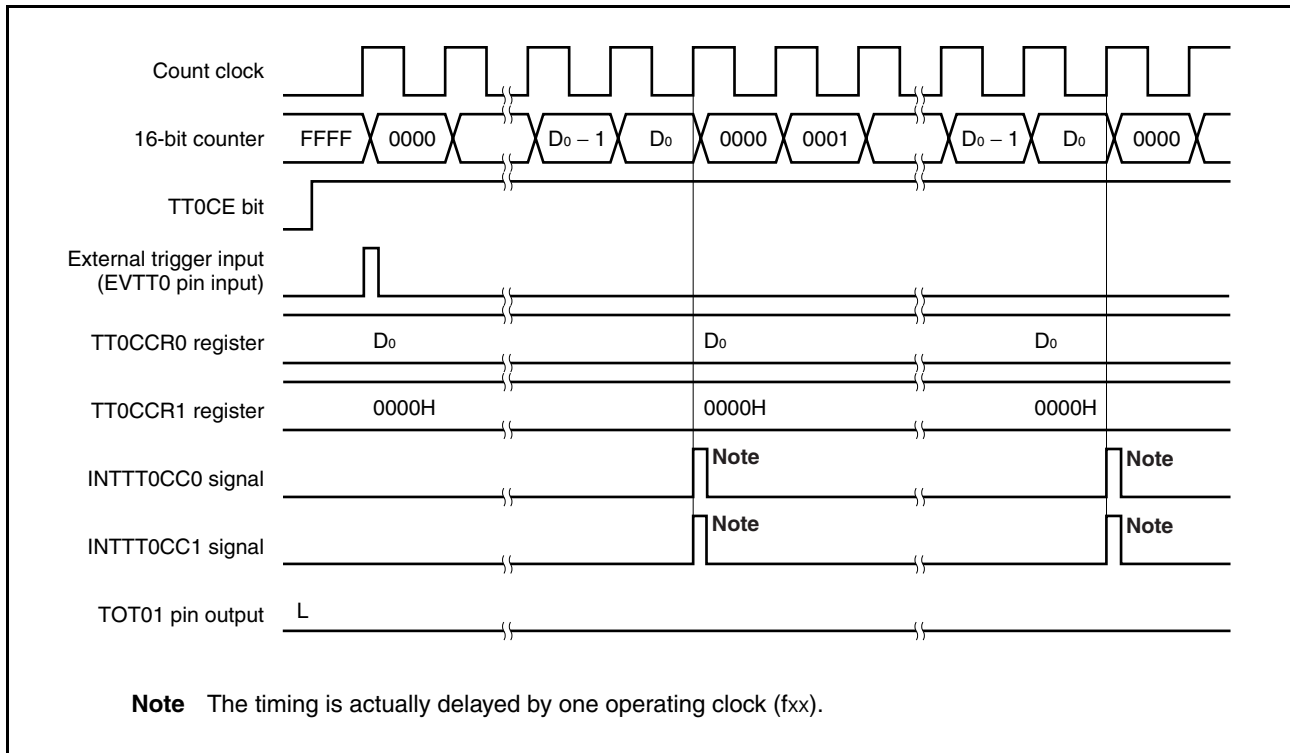 Count clock
16-bit counter FFFF 0000 D0 − 1 D0 0000 0001 D0 − 1 D0 0000
TT0CE bit
External trigger input
(EVTT0 pin input)
TT0CCR0 register D0 D0 D0
TT0CCR1 register 0000H 0000H 0000H
INTTT0CC0 signal Note Note
INTTT0CC1 signal Note Note
TOT01 pin output L
Note The timing is actually delayed by one operating clock (fxx).